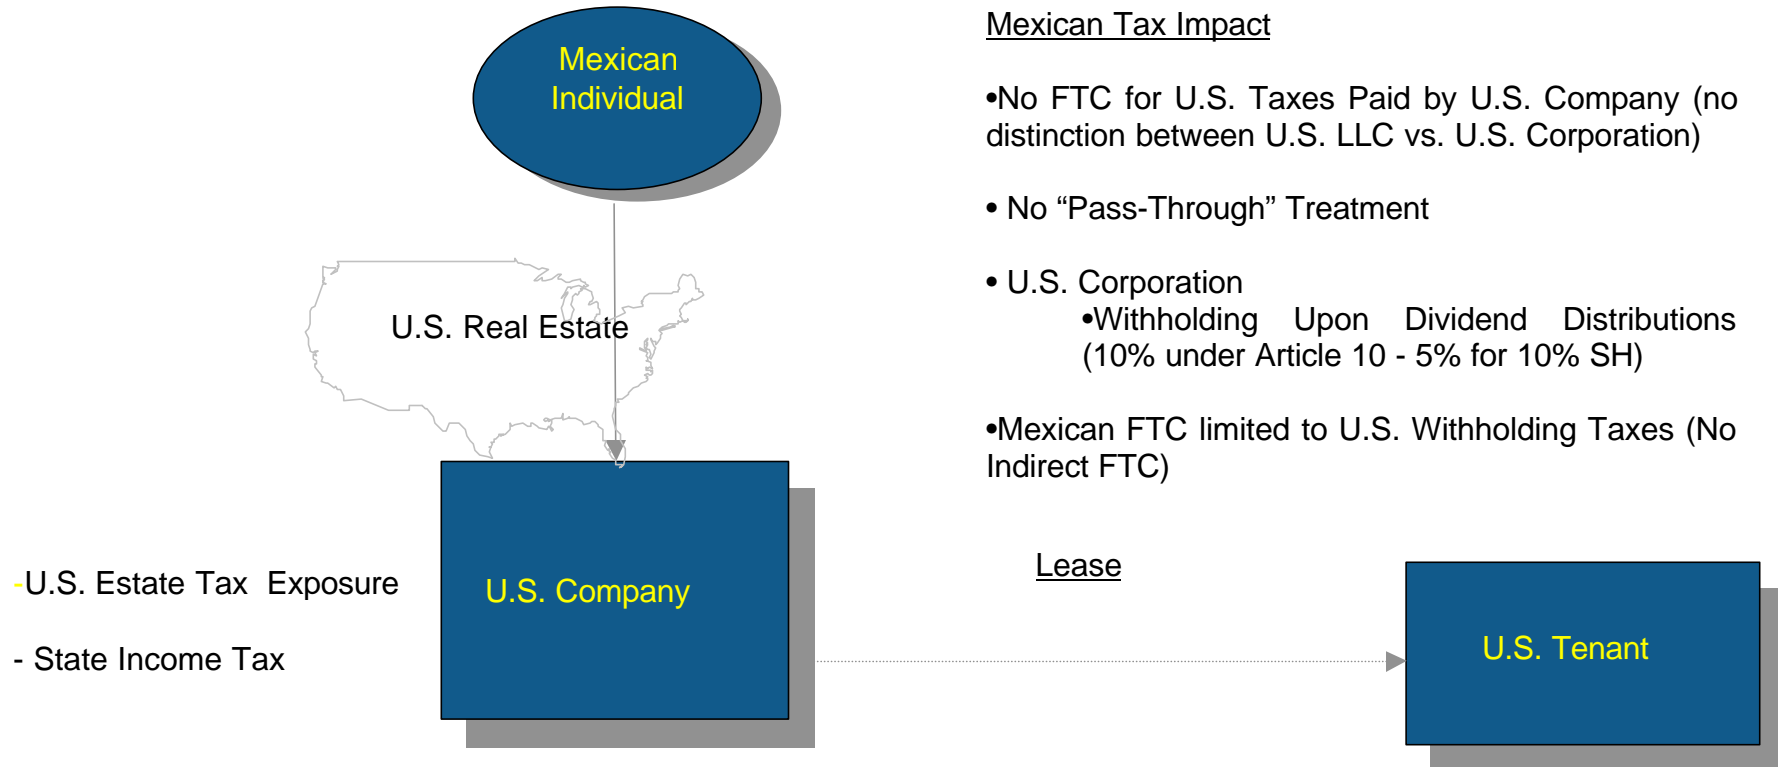 Mexican
Individual
Mexican Tax Impact
•No FTC for U.S. Taxes Paid by U.S. Company (no
distinction between U.S. LLC vs. U.S. Corporation)
• No “Pass-Through” Treatment
• U.S. Corporation
•Withholding Upon Dividend Distributions
(10% under Article 10 - 5% for 10% SH)
•Mexican FTC limited to U.S. Withholding Taxes (No
Indirect FTC)
U.S. Real Estate
-U.S. Estate Tax Exposure
- State Income Tax
U.S. Company
Lease
U.S. Tenant